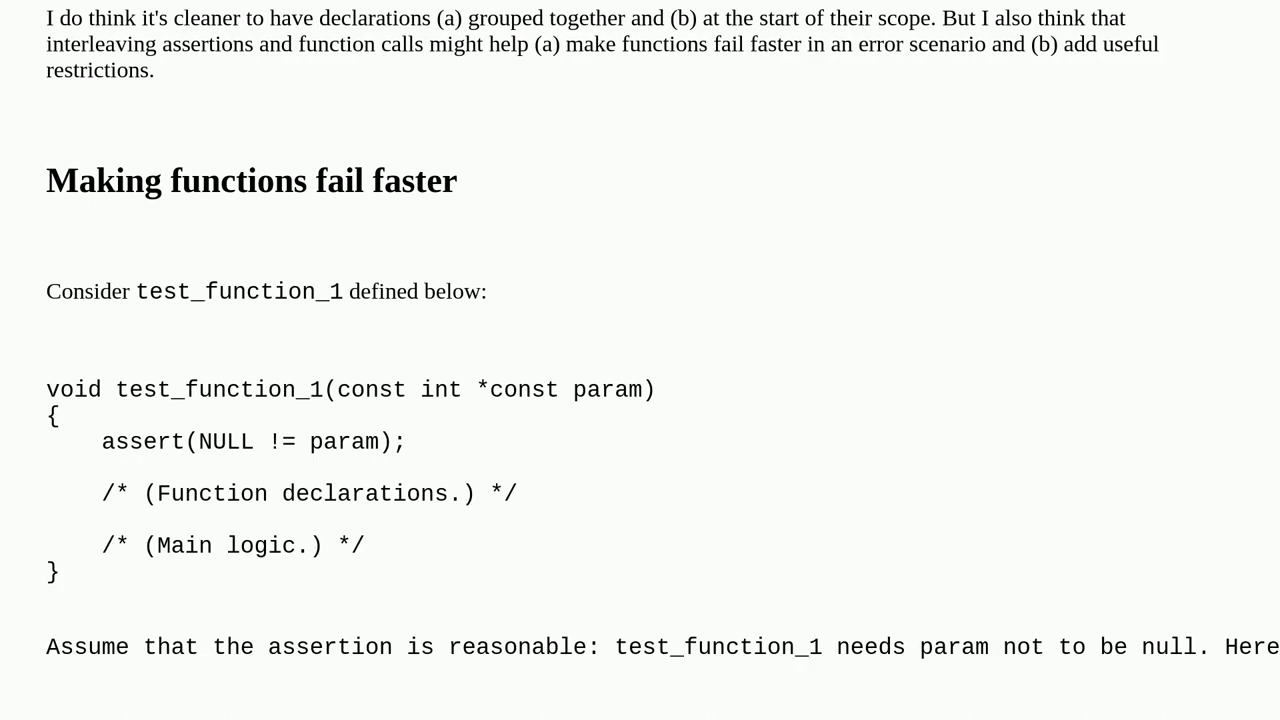 I do think it's cleaner to have declarations (a) grouped together and (b) at the start of their scope. But I also think that
interleaving assertions and function calls might help (a) make functions fail faster in an error scenario and (b) add useful
restrictions.
Making functions fail faster
Consider test_function_1 defined below:
void test_function_1(const int *const param)
{
    assert(NULL != param);
    /* (Function declarations.) */
    /* (Main logic.) */
}
Assume that the assertion is reasonable: test_function_1 needs param not to be null. Here